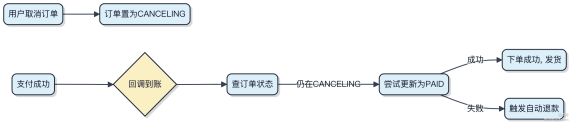 用户取消订单
订单置为CANCELING
支付成功
回调到账
查订单状态
仍在CANCELING
尝试更新为PAID
成功
下单成功, 发货
失败
触发自动退款